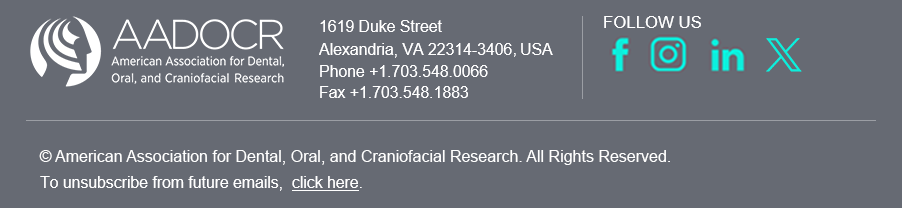 AADOCR
American Association for Dental,
Oral, and Craniofacial Research
1619 Duke Street
Alexandria, VA 22314-3406, USA
Phone +1.703.548.0066
Fax +1.703.548.1883
FOLLOW US
© American Association for Dental, Oral, and Craniofacial Research. All Rights Reserved.
To unsubscribe from future emails, click here.